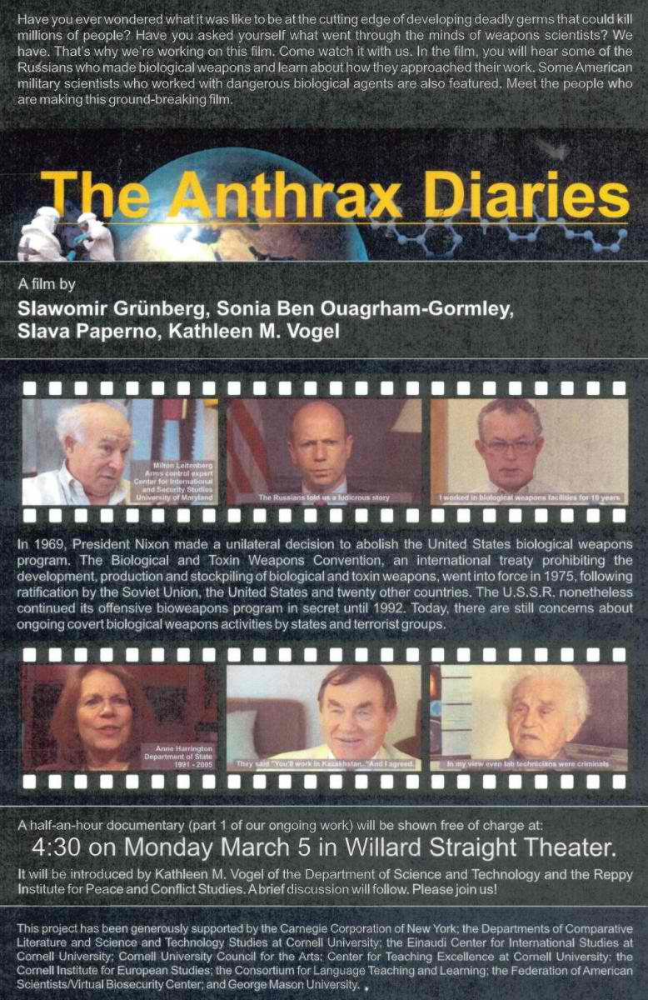 Have you ever wondered what it was like to be at the cutting edge of developing deadly germs that could kill
millions of people? Have you asked yourself what went through the minds of weapons scientists? We
have. That's why we're working on this film. Come watch it with us. In the film, you will hear some of the
Russians who made biological weapons and learn about how they approached their work. Some American
military scientists who worked with dangerous biological agents are also featured. Meet the people who
are making this ground-breaking film.
The Anthrax Diaries
A film by
Slawomir Grünberg, Sonia Ben Ouagrham-Gormley,
Slava Paperno, Kathleen M. Vogel
Milton Leitenberg
Arms control expert
Center for International
and Security Studies
University of Maryland
The Russians told us a ludicrous story
I worked in biological weapons facilities for 16 years
In 1969, President Nixon made a unilateral decision to abolish the United States biological weapons
program. The Biological and Toxin Weapons Convention, an international treaty prohibiting the
development, production and stockpiling of biological and toxin weapons, went into force in 1975, following
ratification by the Soviet Union, the United States and twenty other countries. The U.S.S.R. nonetheless
continued its offensive bioweapons program in secret until 1992. Today, there are still concerns about
ongoing covert biological weapons activities by states and terrorist groups.
Anne Harrington
Department of State
1991 - 2005
They said "You'll work in Kazakhstan. "And I agreed.
In my view even lab technicians were criminals
A half-an-hour documentary (part 1 of our ongoing work) will be shown free of charge at:
4:30 on Monday March 5 in Willard Straight Theater.
It will be introduced by Kathleen M. Vogel of the Department of Science and Technology and the Reppy
Institute for Peace and Conflict Studies. A brief discussion will follow. Please join us!
This project has been generously supported by the Carnegie Corporation of New York; the Departments of Comparative
Literature and Science and Technology Studies at Cornell University; the Einaudi Center for International Studies at
Cornell University; Cornell University Council for the Arts; Center for Teaching Excellence at Cornell University; the
Cornell Institute for European Studies; the Consortium for Language Teaching and Learning; the Federation of American
Scientists/Virtual Biosecurity Center; and George Mason University.